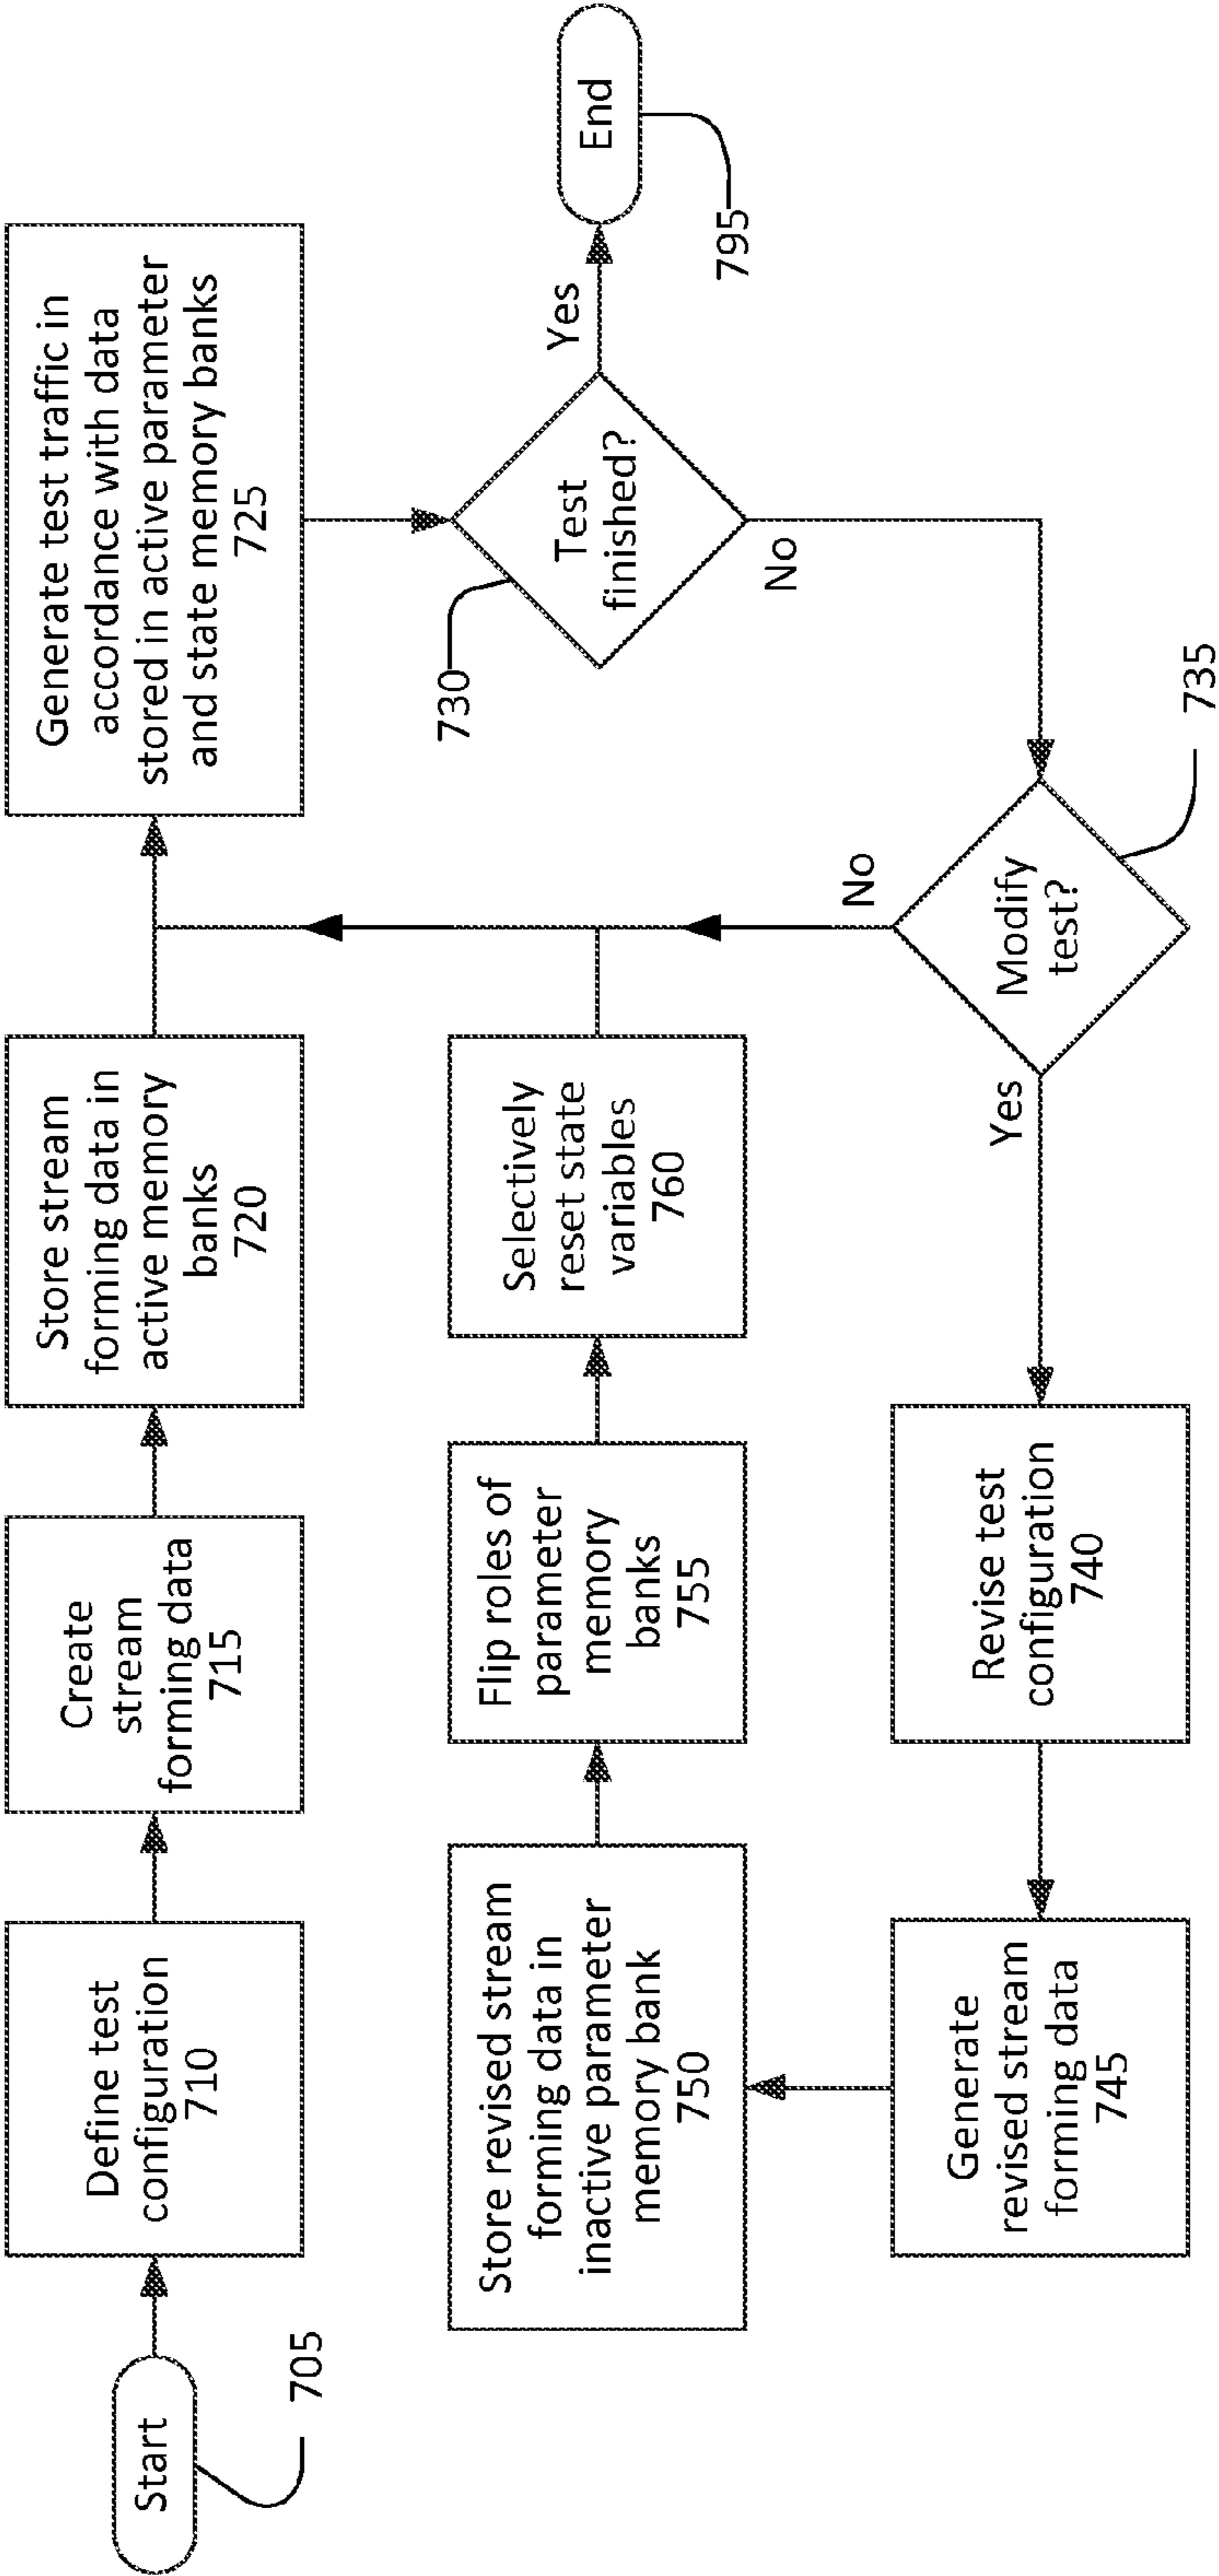 Start
705
Define test
configuration
710
Create
stream
forming data
715
Store stream
forming data in
active memory
banks
720
Generate test traffic in
accordance with data
stored in active parameter
and state memory banks
725
730
Test
finished?
Yes
End
795
No
Modify
test?
735
No
Yes
Revise test
configuration
740
Generate
revised stream
forming data
745
Store revised stream
forming data in
inactive parameter
memory bank
750
Flip roles of
parameter
memory
banks
755
Selectively
reset state
variables
760